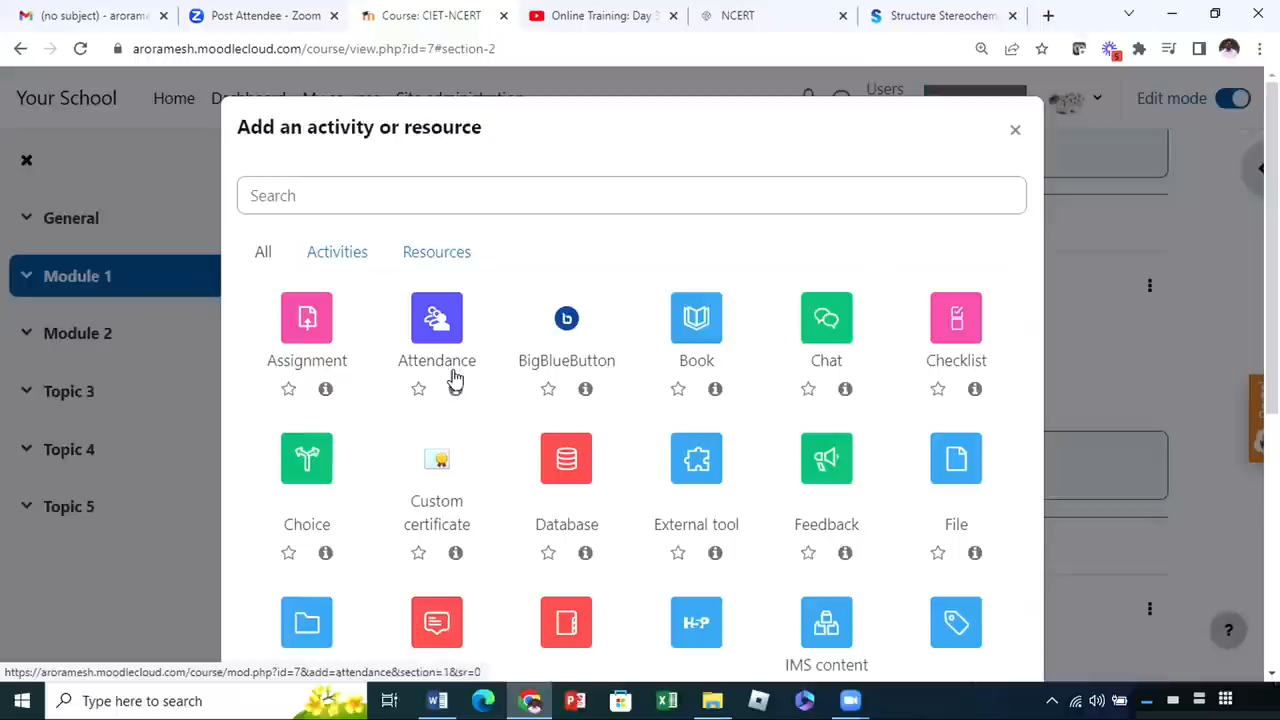 (no subject) - arorame
Post Attendee - Zoom
Course: CIET-NCERT
Online Training: Day
NCERT
Structure Stereochem
aroramesh.moodlecloud.com/course/view.php?id=7#section-2
5
Your School
Home
Site administration
Users
Edit mode
Add an activity or resource
Search
General
All
Activities
Resources
Module 1
Module 2
Topic 3
Topic 4
Topic 5
Assignment
Attendance
BigBlueButton
Book
Chat
Checklist
Choice
Custom
certificate
Database
External tool
Feedback
File
H5P
IMS content
?
https://aroramesh.moodlecloud.com/course/mod.php?id=7&add=attendance&section=1&sr=0
Type here to search